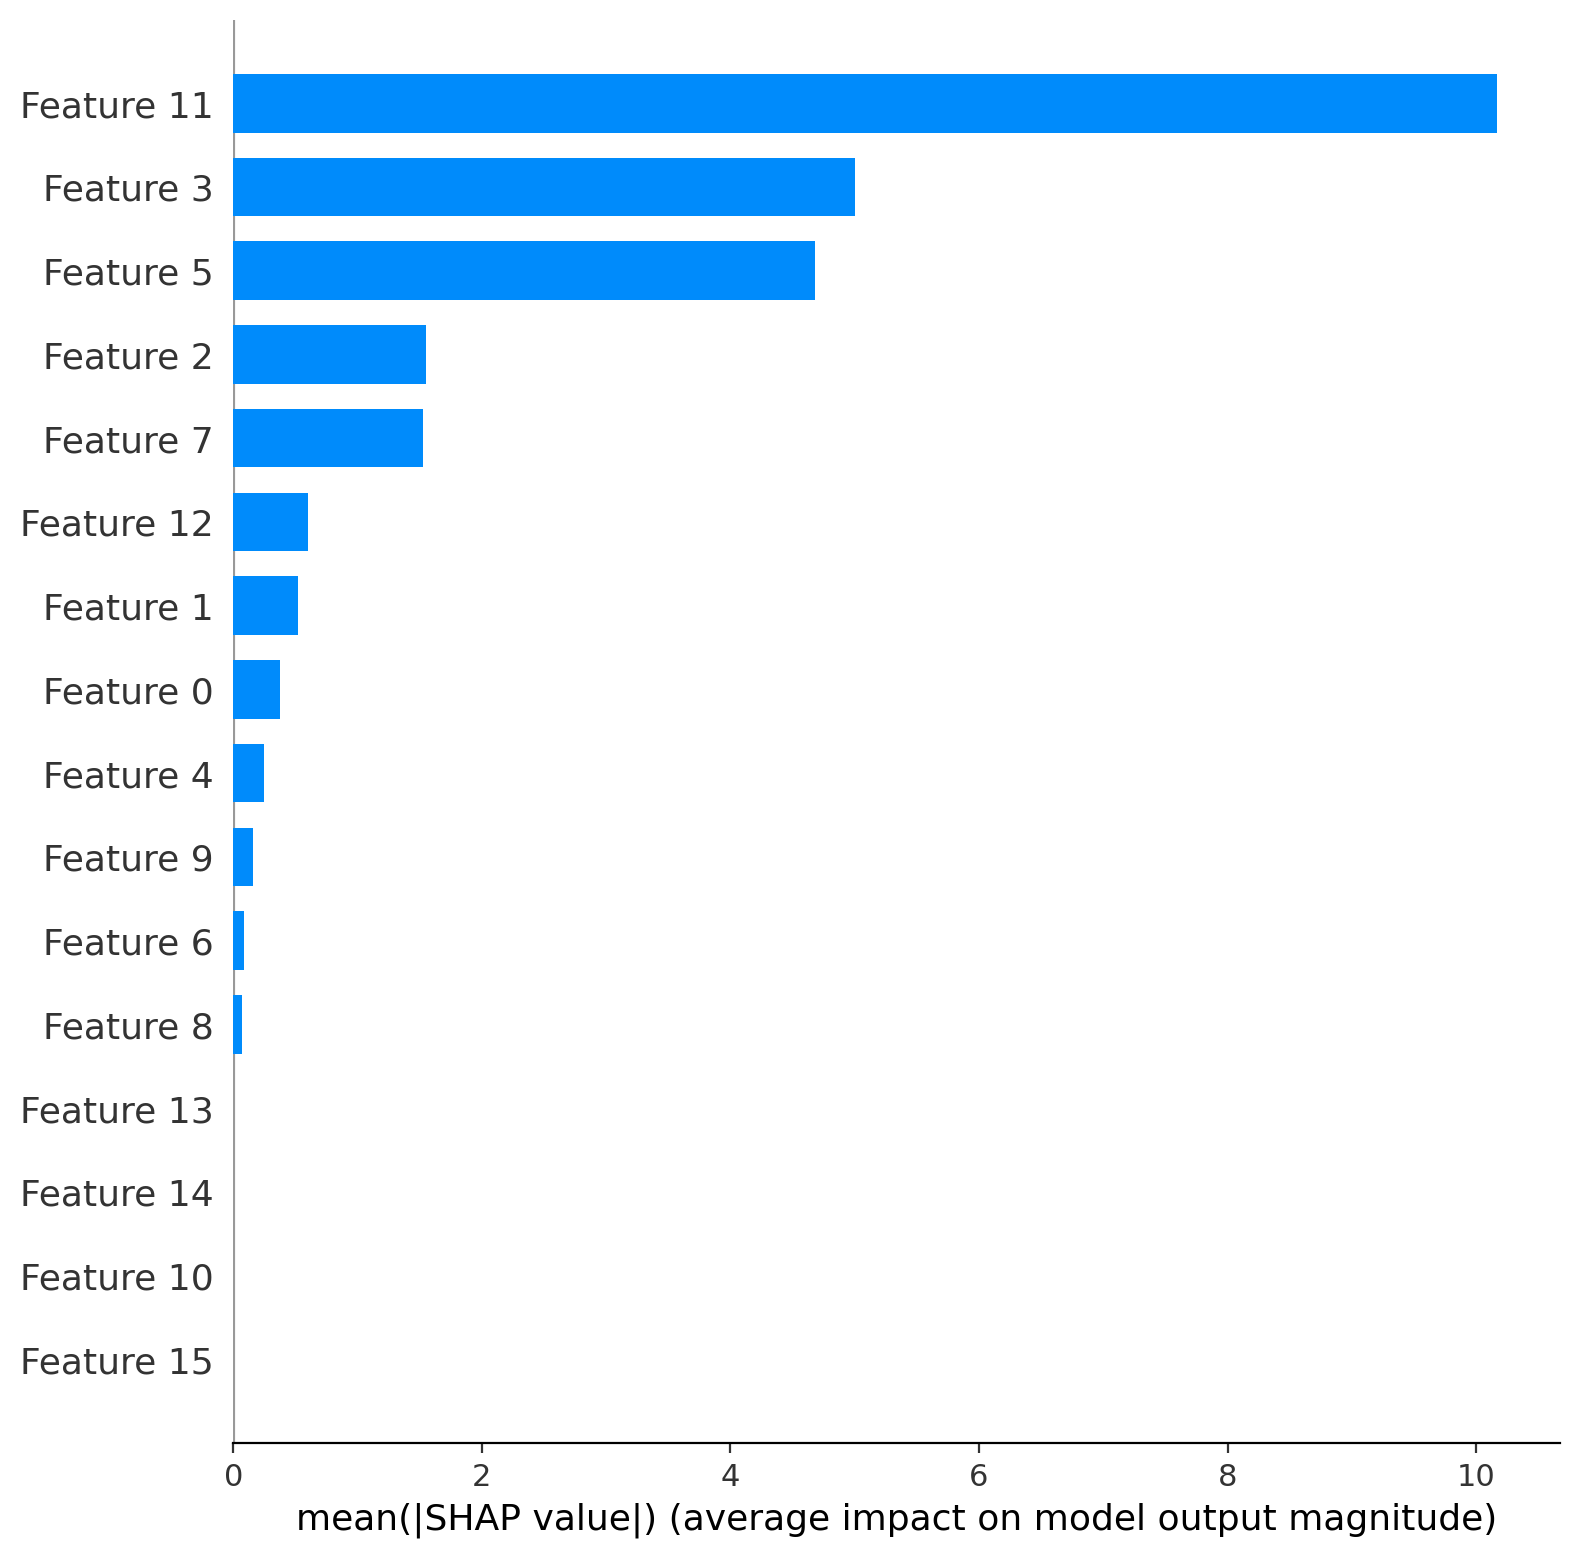 Feature 11
Feature 3
Feature 5
Feature 2
Feature 7
Feature 12
Feature 1
Feature 0
Feature 4
Feature 9
Feature 6
Feature 8
Feature 13
Feature 14
Feature 10
Feature 15
0 2 4 6 8 10
mean(|SHAP value|) (average impact on model output magnitude)